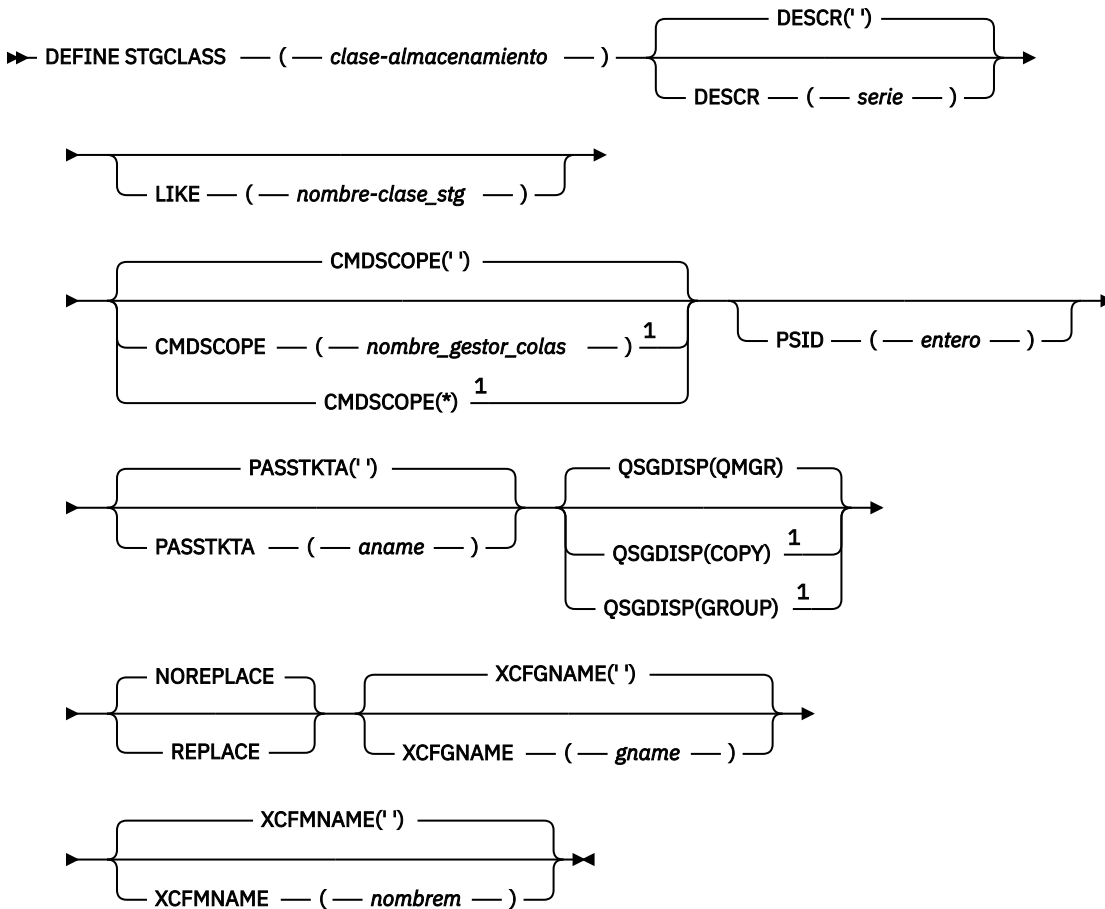 DESCR(' ')
DEFINE STGCLASS ( clase-almacenamiento )
DESCR ( serie )
LIKE ( nombre-clase_stg )
CMDSCOPE(' ')
CMDSCOPE ( nombre_gestor_colas ) 1
PSID ( entero )
CMDSCOPE(*) 1
PASSTKTA(' ') QSGDISP(QMGR)
PASSTKTA ( aname ) QSGDISP(COPY) 1
QSGDISP(GROUP) 1
NOREPLACE XCFGNAME(' ')
REPLACE XCFGNAME ( gname )
XCFMNAME(' ')
XCFMNAME ( nombrem )